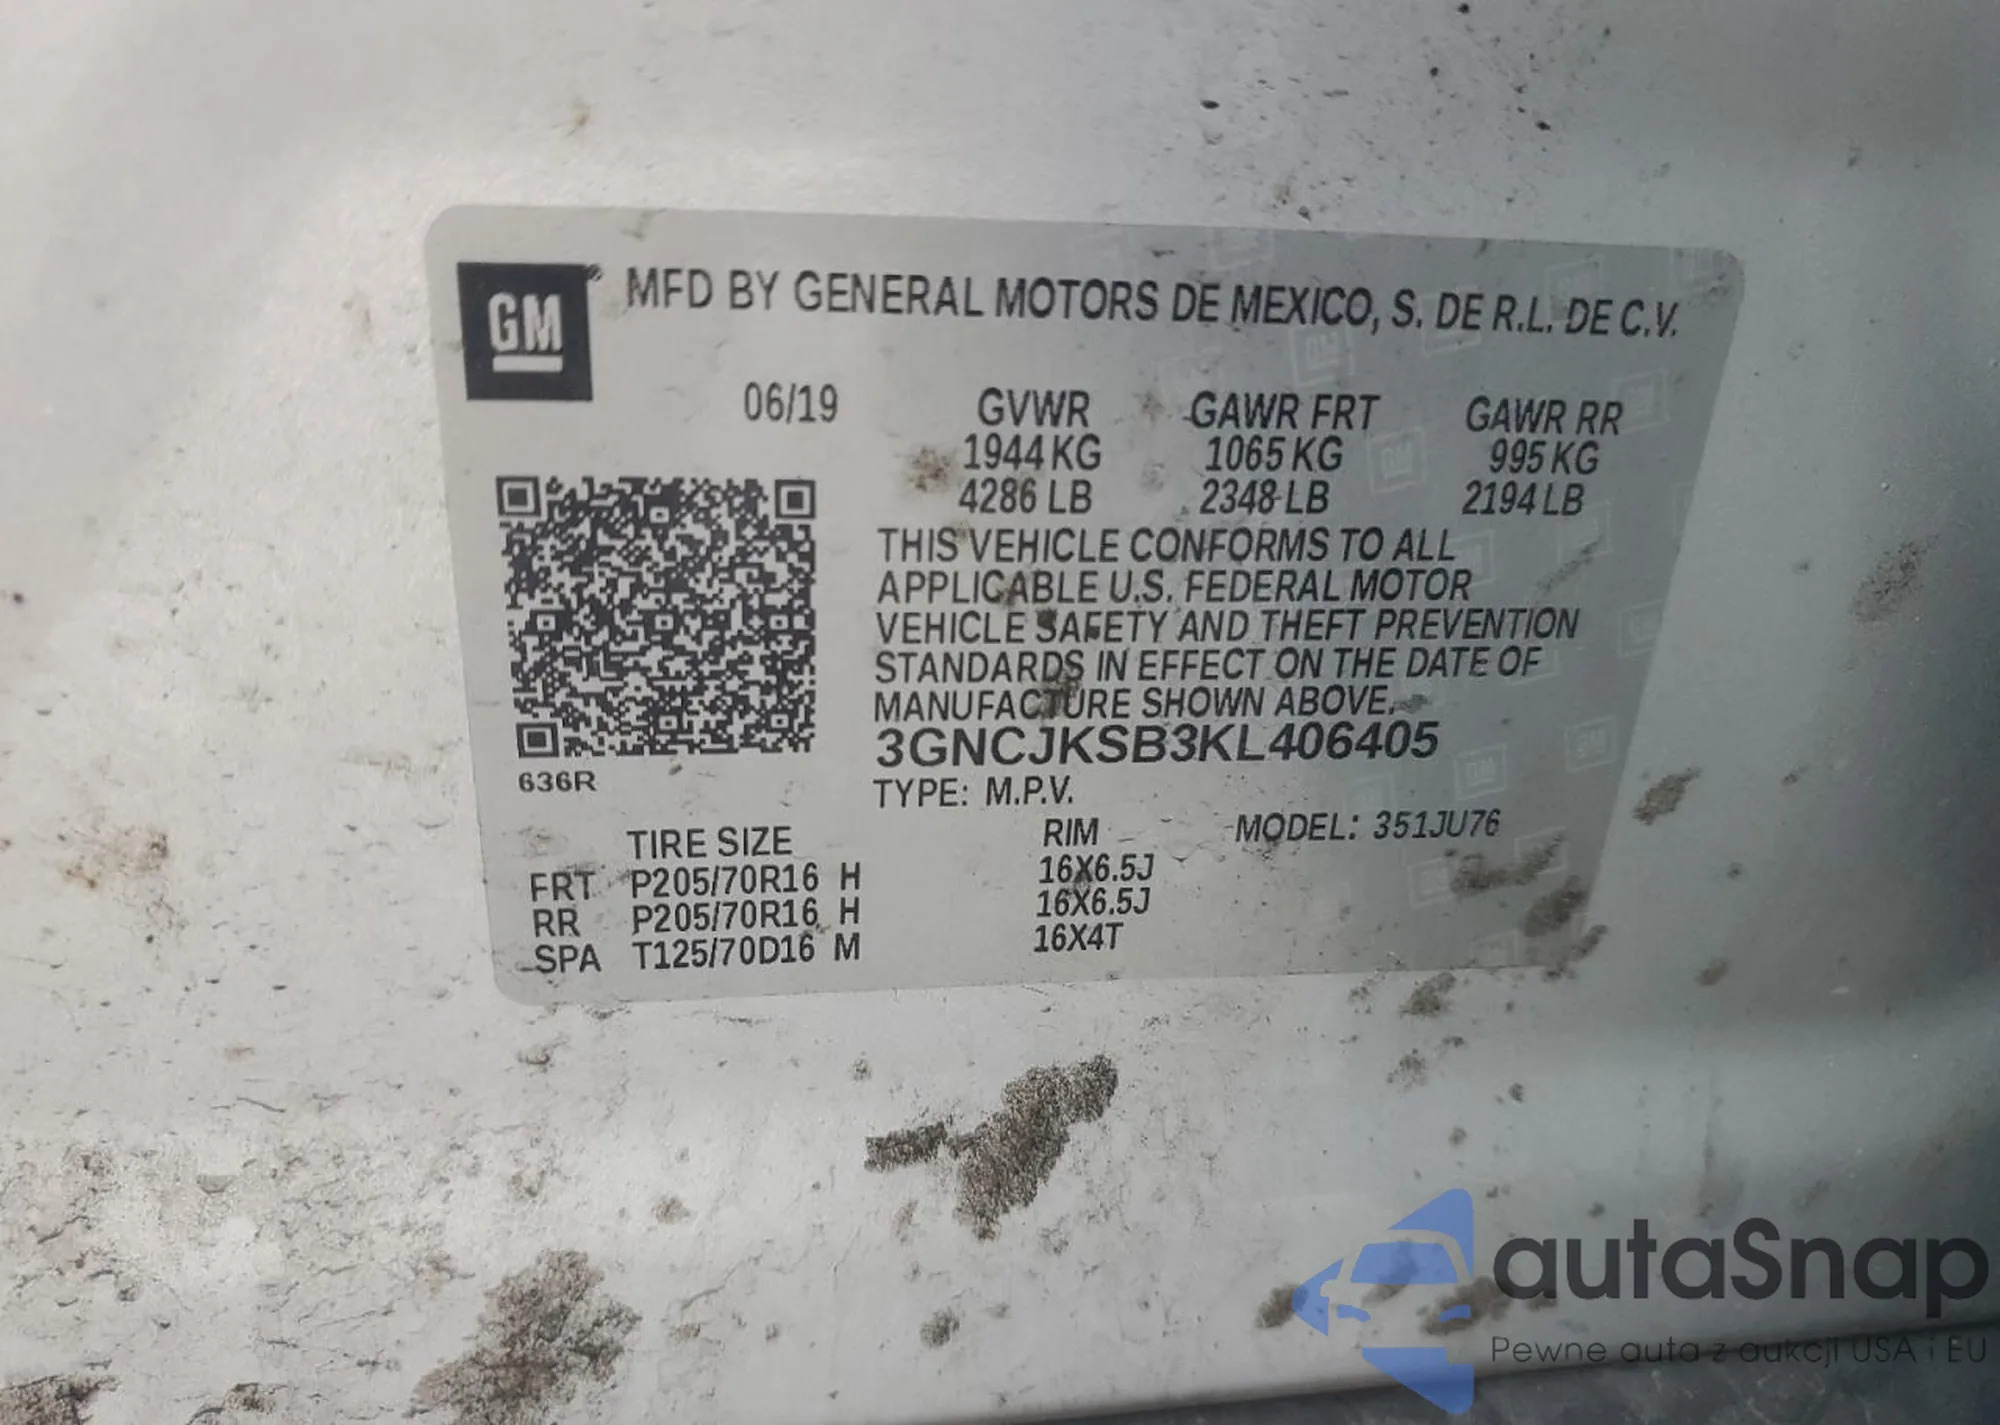 GM® MFD BY GENERAL MOTORS DE MEXICO, S. DE R.L. DE C.V.
06/19 GVWR GAWR FRT GAWR RR
1944 KG 1065 KG 995 KG
4286 LB 2348 LB 2194 LB
THIS VEHICLE CONFORMS TO ALL
APPLICABLE U.S. FEDERAL MOTOR
VEHICLE SAFETY AND THEFT PREVENTION
STANDARDS IN EFFECT ON THE DATE OF
MANUFACTURE SHOWN ABOVE.
3GNCJKSB3KL406405
636R
TYPE: M.P.V.
TIRE SIZE RIM MODEL: 351JU76
FRT P205/70R16 H 16X6.5J
RR P205/70R16 H 16X6.5J
SPA T125/70D16 M 16X4T
autaSnap
Pewne auta z aukcji USA i EU